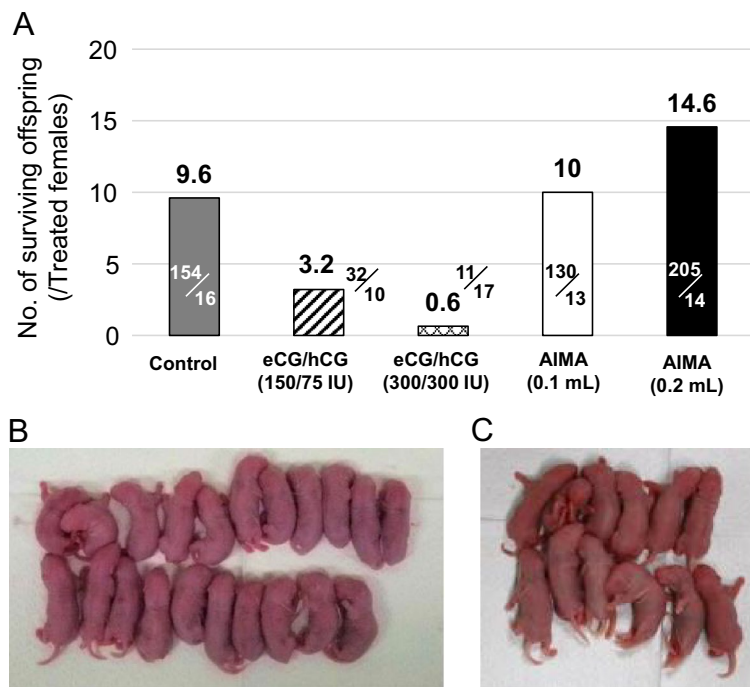 A
No. of surviving offspring
(/Treated females)
20
15
10
5
0
9.6
154/16
3.2
32/10
0.6
11/17
10
130/13
14.6
205/14
Control
eCG/hCG
(150/75 IU)
eCG/hCG
(300/300 IU)
AIMA
(0.1 mL)
AIMA
(0.2 mL)
B
C